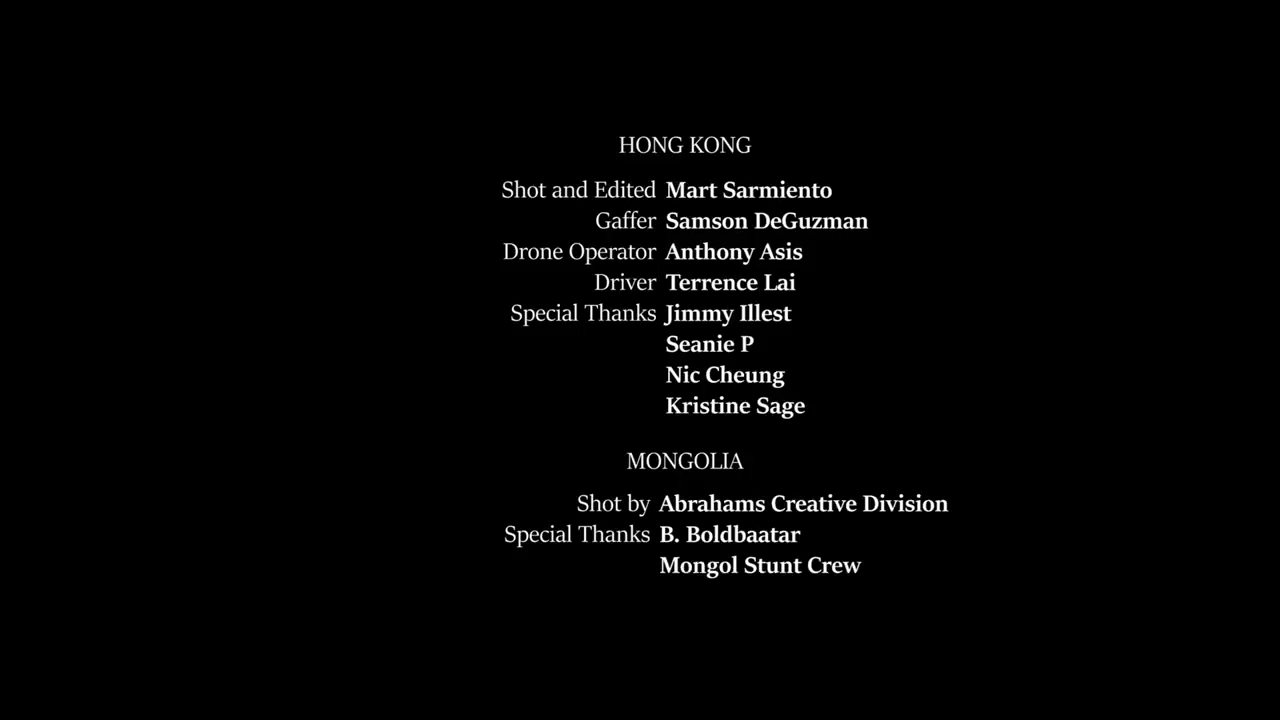 HONG KONG
Shot and Edited Mart Sarmiento
Gaffer Samson DeGuzman
Drone Operator Anthony Asis
Driver Terrence Lai
Special Thanks Jimmy Illest
Seanie P
Nic Cheung
Kristine Sage
MONGOLIA
Shot by Abrahams Creative Division
Special Thanks B. Boldbaatar
Mongol Stunt Crew